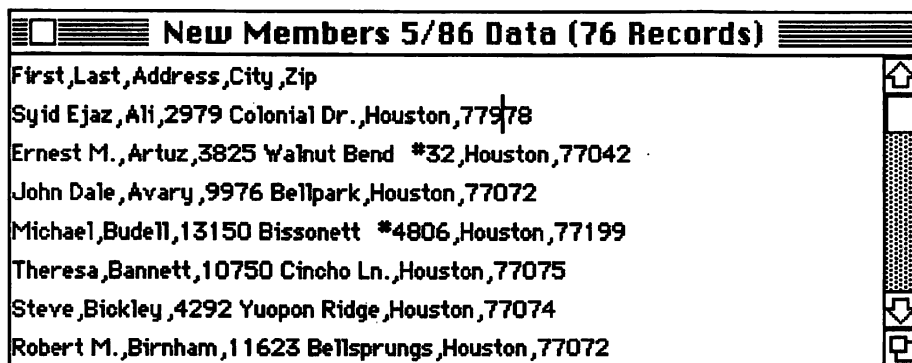 New Members 5/86 Data (76 Records)
First,Last,Address,City,Zip
Syid Ejaz,Ali,2979 Colonial Dr.,Houston,77978
Ernest M.,Artuz,3825 Walnut Bend #32,Houston,77042
John Dale,Avary,9976 Bellpark,Houston,77072
Michael,Budell,13150 Bissonett #4806,Houston,77199
Theresa,Bannett,10750 Cincho Ln.,Houston,77075
Steve,Bickley,4292 Yuopon Ridge,Houston,77074
Robert M.,Birnham,11623 Bellsprungs,Houston,77072